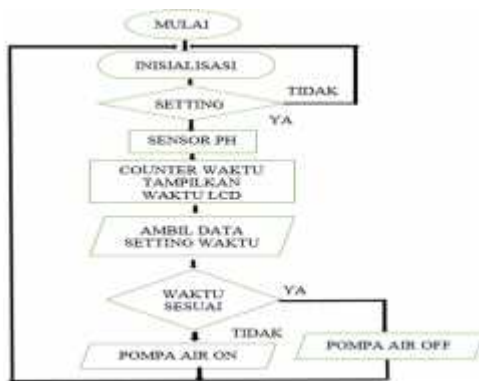 MULAI
INISIALISASI
SETTING
TIDAK
YA
SENSOR PH
COUNTER WAKTU
TAMPILKAN
WAKTU LCD
AMBIL DATA
SETTING WAKTU
WAKTU
SESUAI
YA
TIDAK
POMPA AIR ON
POMPA AIR OFF